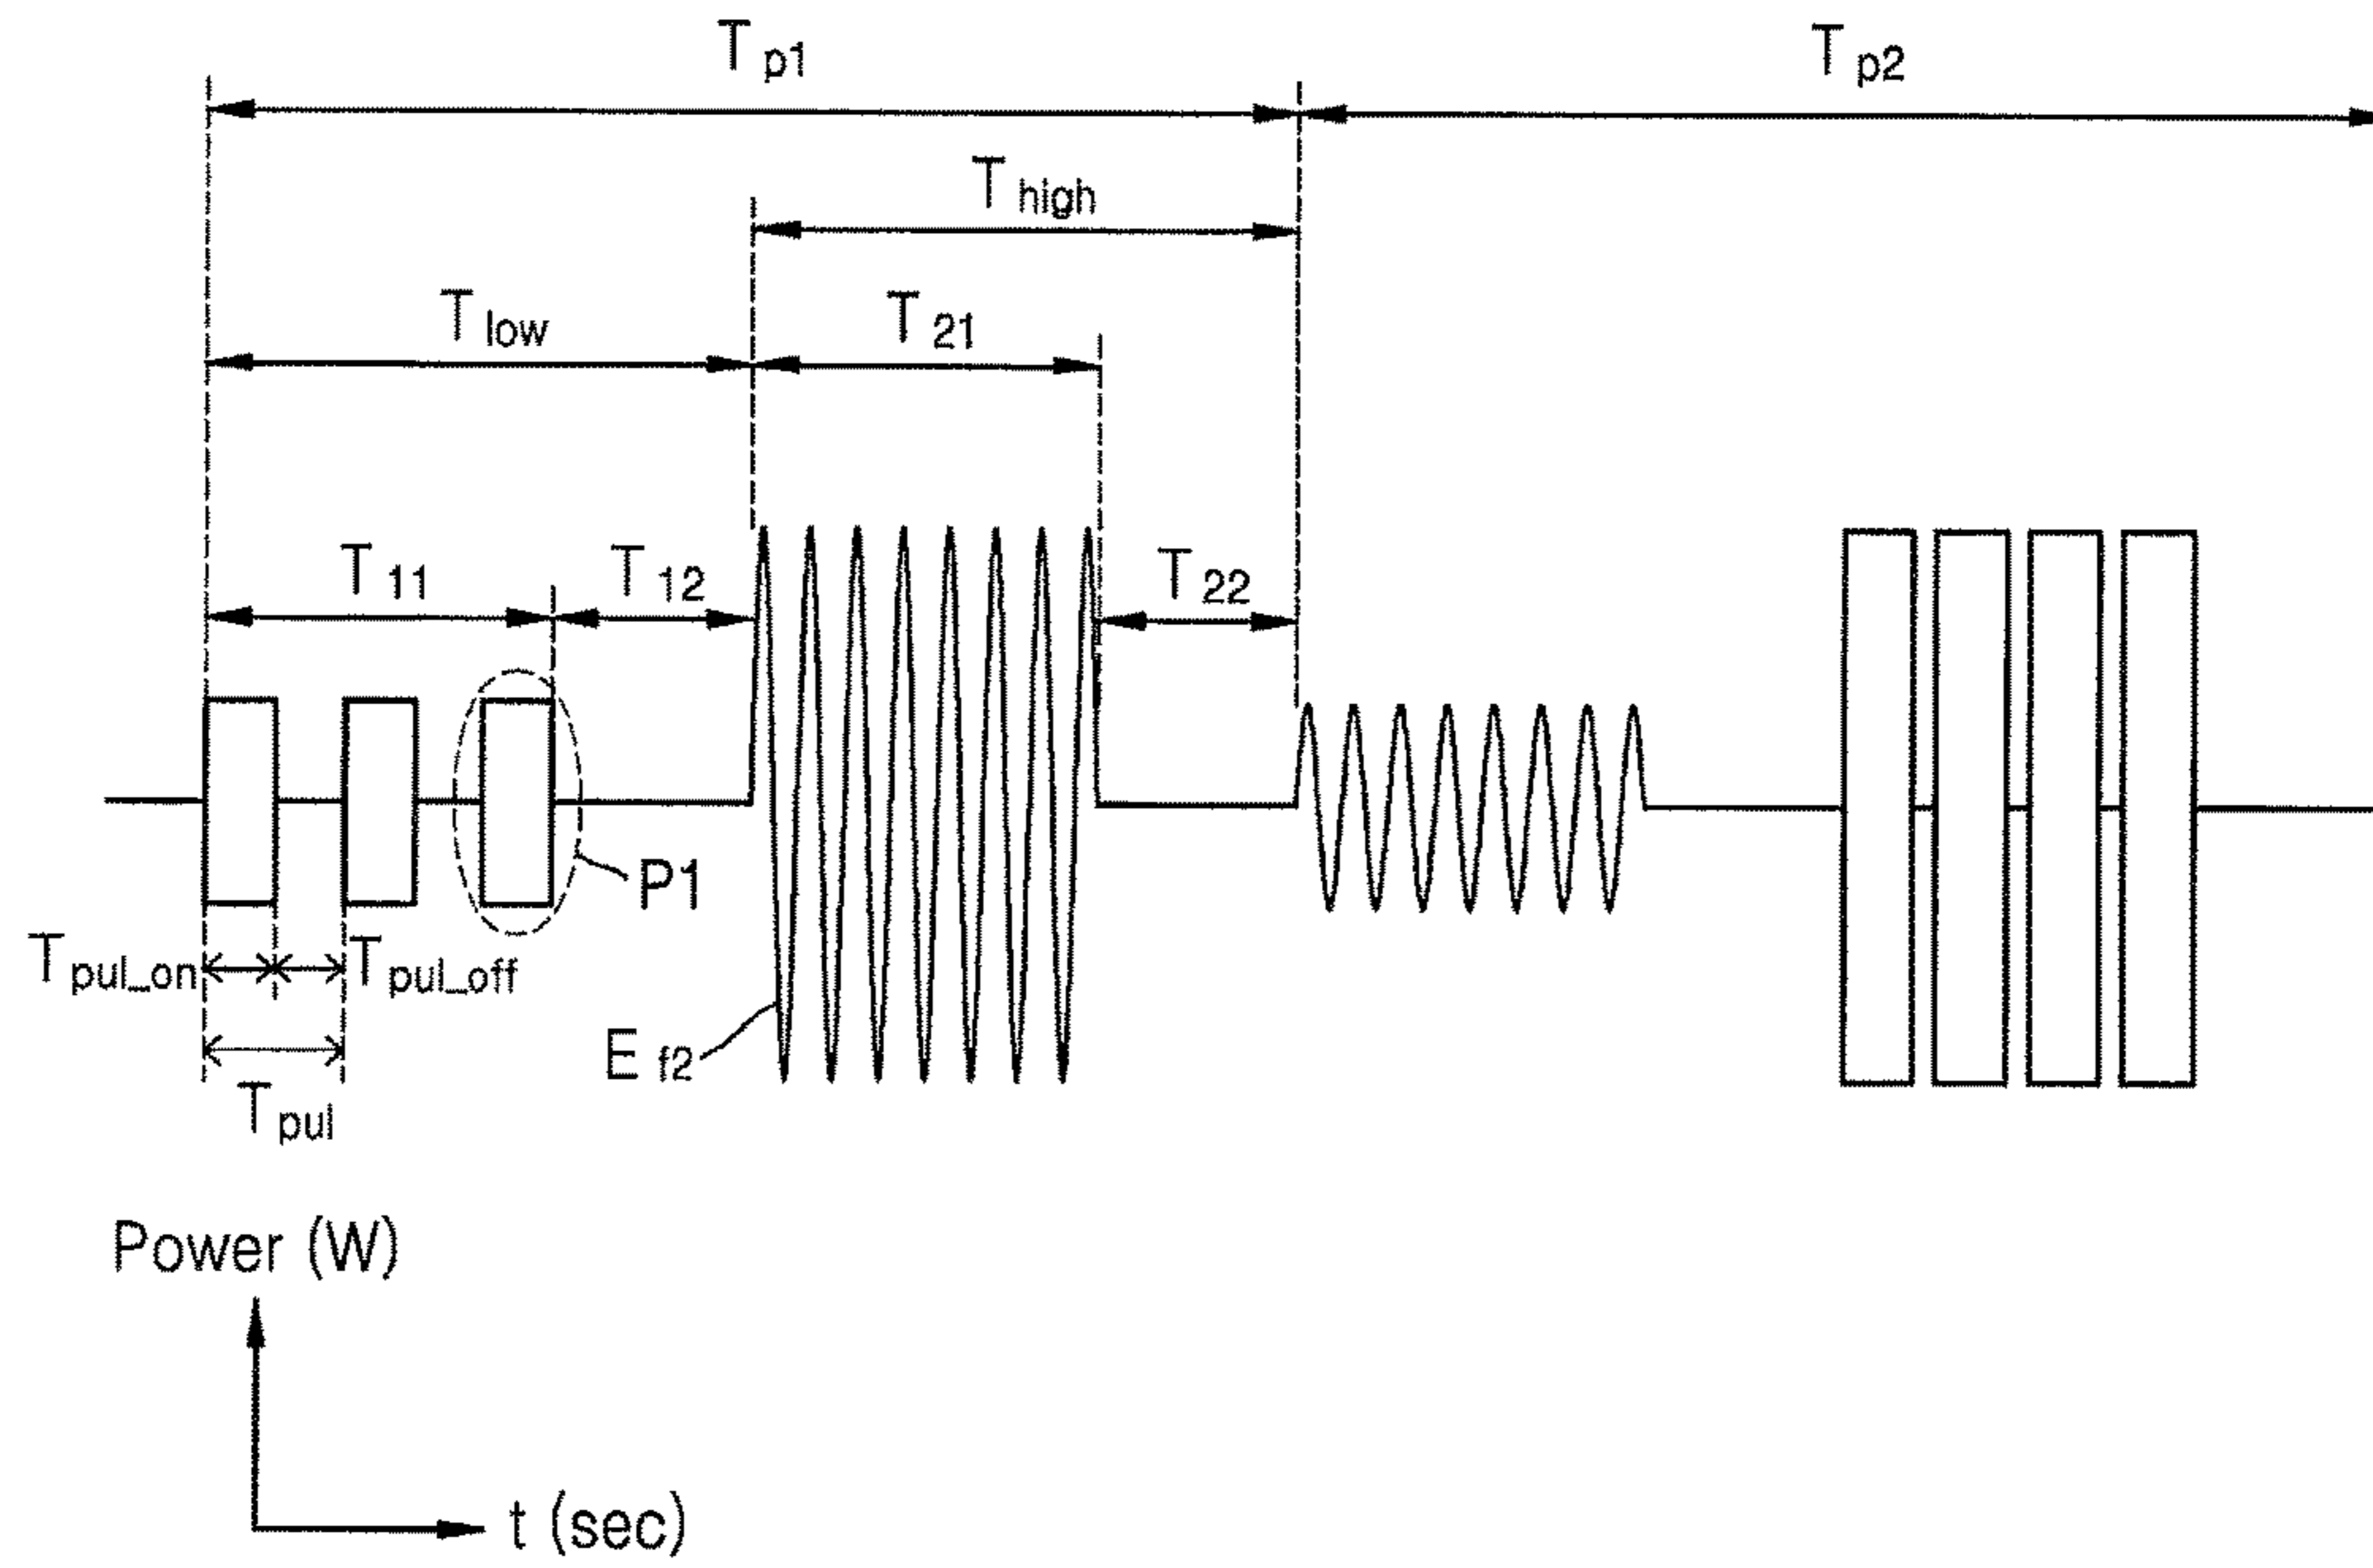 T p1
T p2
T high
T low
T 21
T 11
T 12
T 22
P1
T pul_on
T pul_off
E f2
T pul
Power (W)
t (sec)